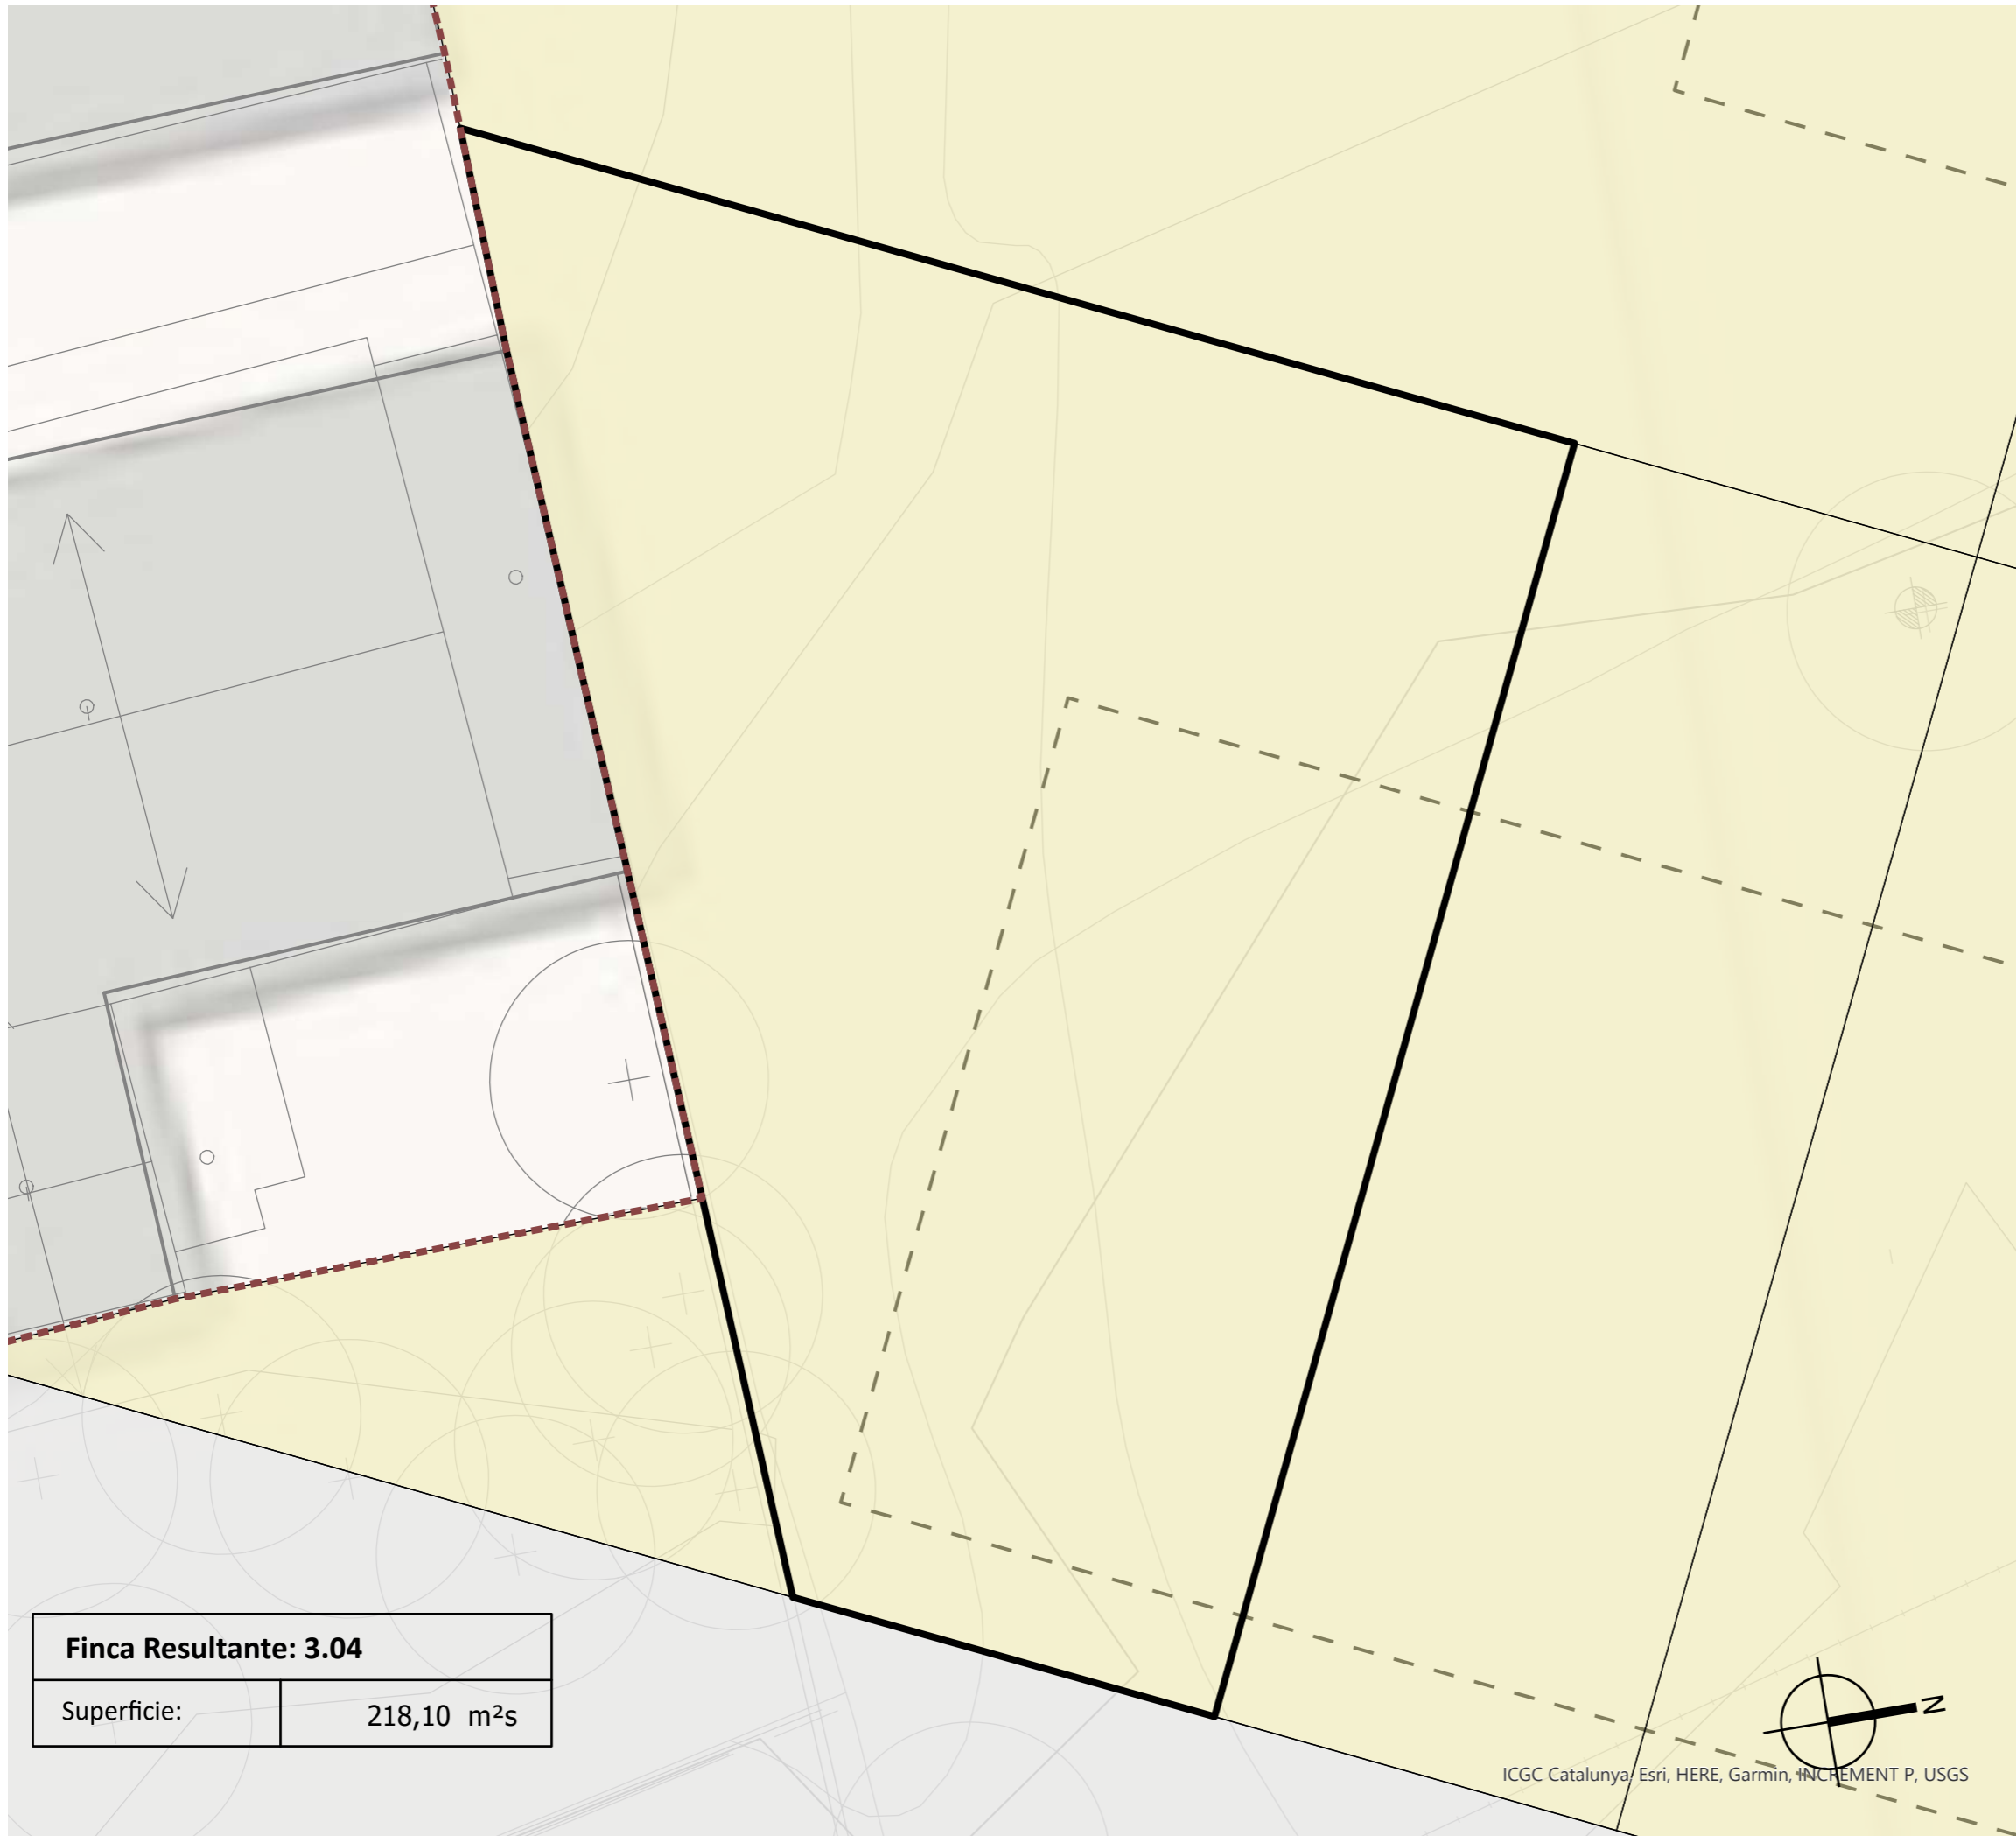 Finca Resultante: 3.04
Superficie: 218,10 m²s
N
ICGC Catalunya, Esri, HERE, Garmin, INCREMENT P, USGS